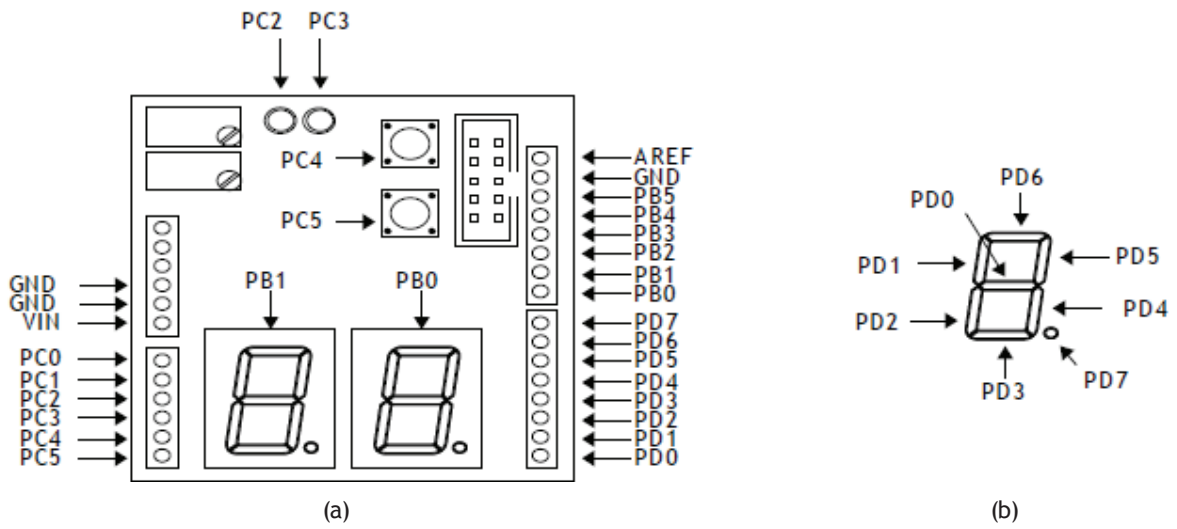 PC2 PC3
PC4
PC5
AREF
GND
PB5
PB4
PB3
PB2
PB1
PB0
GND
GND
VIN
PB1 PB0
PC0
PC1
PC2
PC3
PC4
PC5
PD7
PD6
PD5
PD4
PD3
PD2
PD1
PD0
(a)
PD6
PD0
PD1
PD5
PD2
PD4
PD3
PD7
(b)